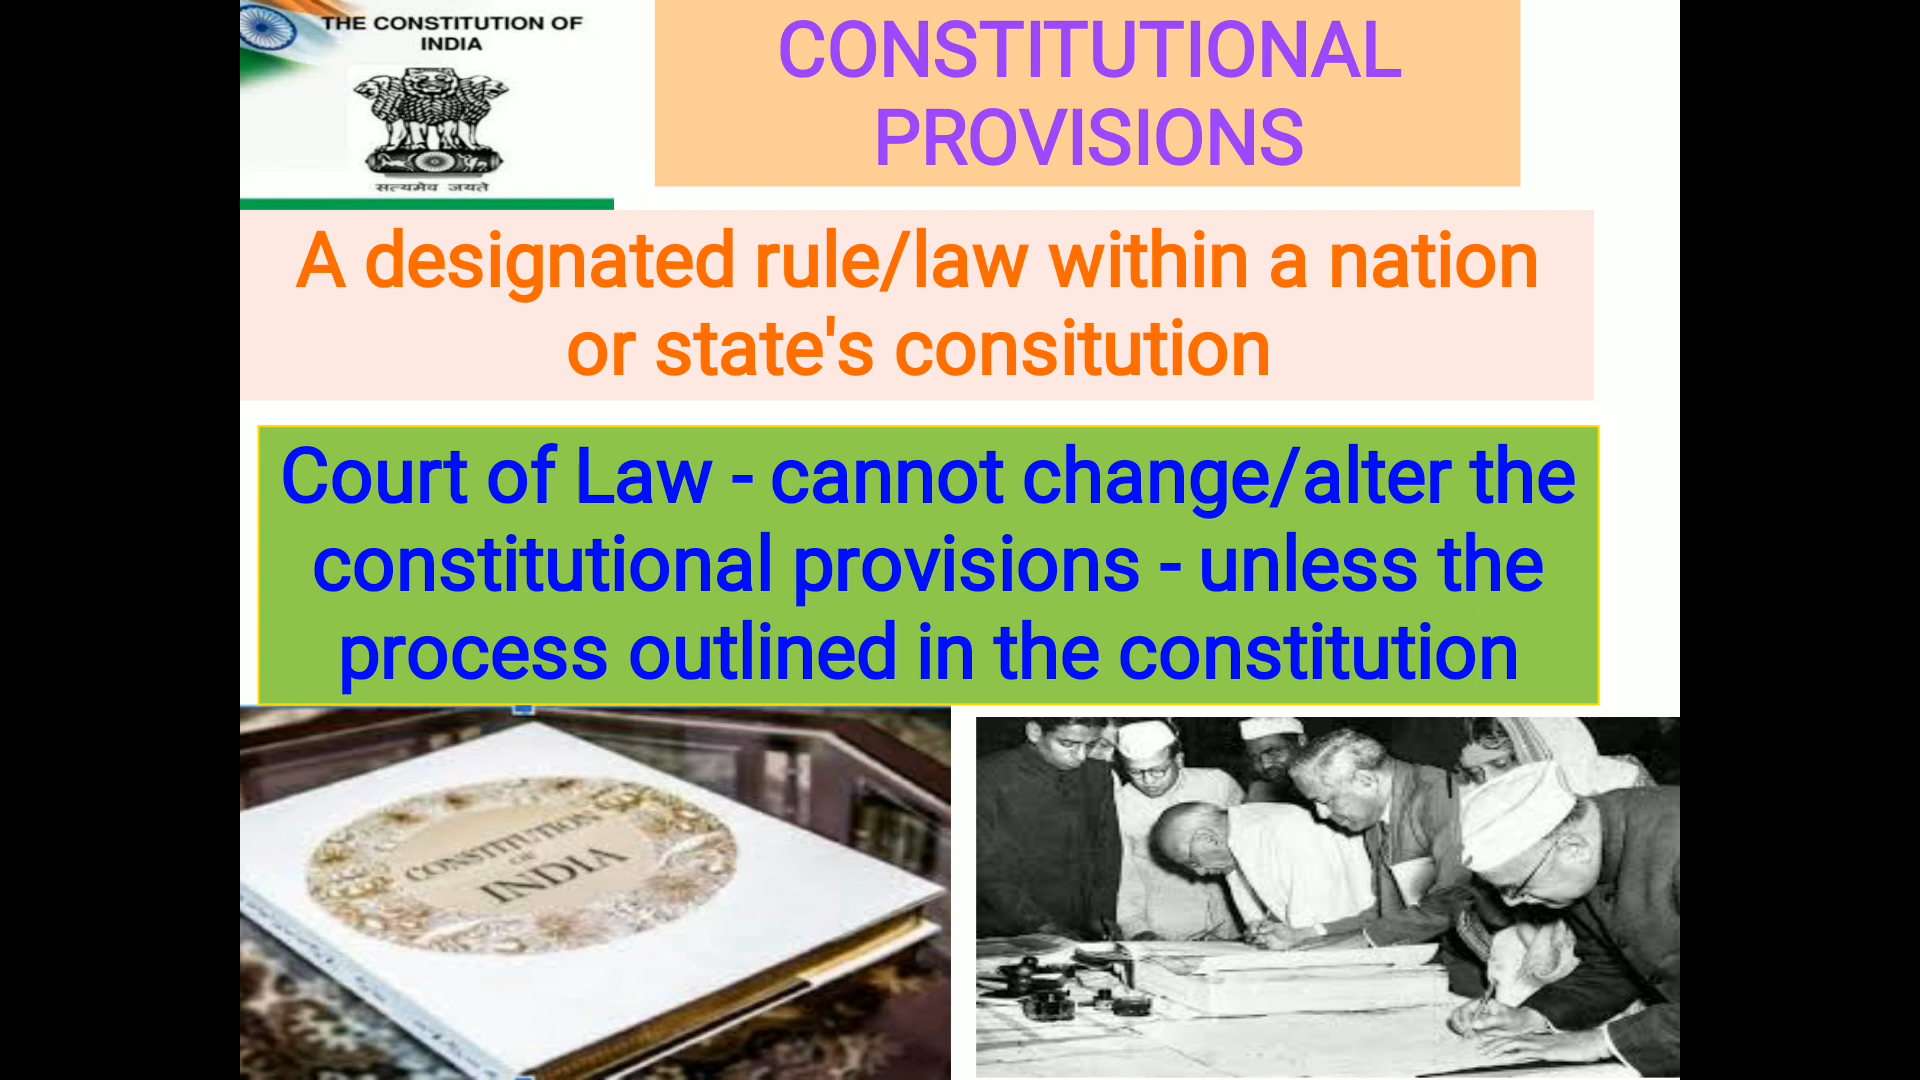 THE CONSTITUTION OF
INDIA
सत्यमेव जयते
CONSTITUTIONAL
PROVISIONS
A designated rule/law within a nation
or state's consitution
Court of Law - cannot change/alter the
constitutional provisions - unless the
process outlined in the constitution
CONSTITUTION
OF
INDIA